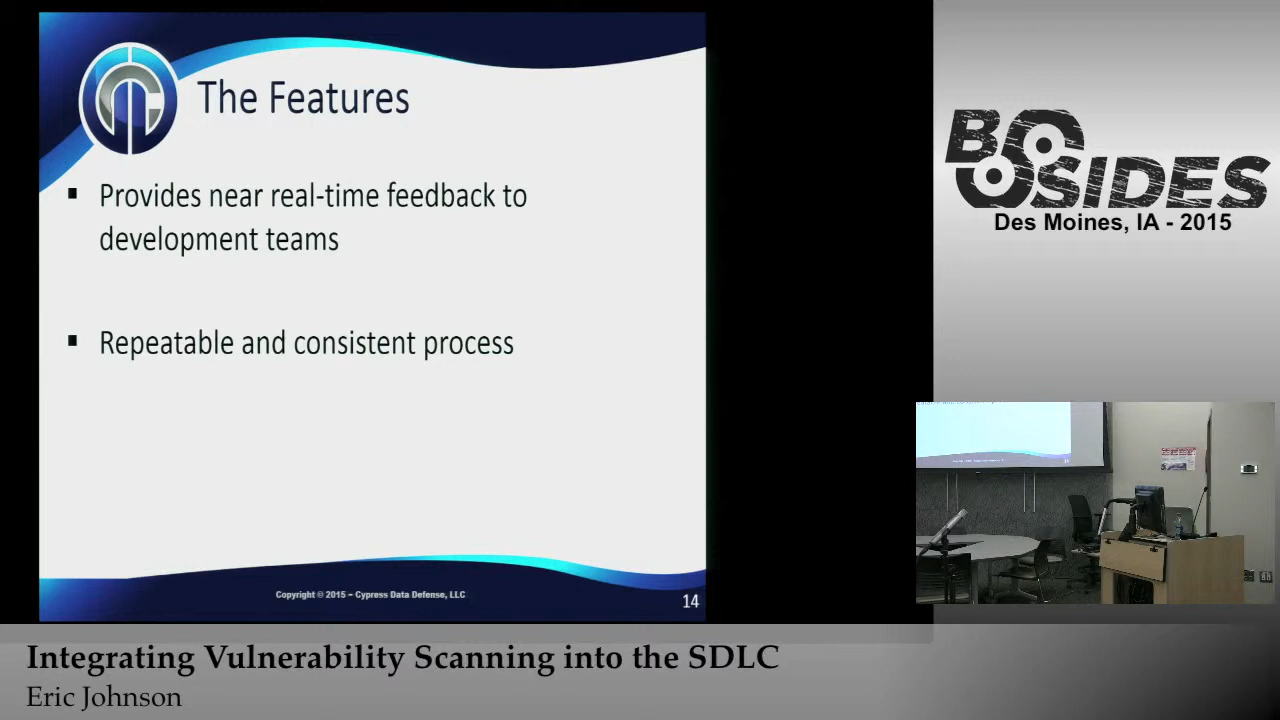 The Features
▪ Provides near real-time feedback to
development teams
▪ Repeatable and consistent process
Copyright © 2015 – Cypress Data Defense, LLC
14
BSIDES
Des Moines, IA - 2015
Integrating Vulnerability Scanning into the SDLC
Eric Johnson